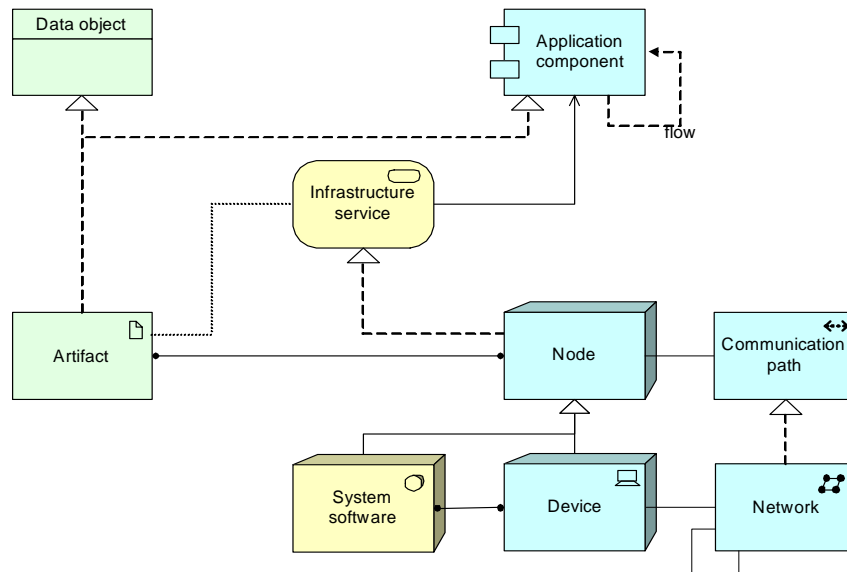 Data object
Application
component
flow
Infrastructure
service
Artifact
Node
Communication
path
System
software
Device
Network